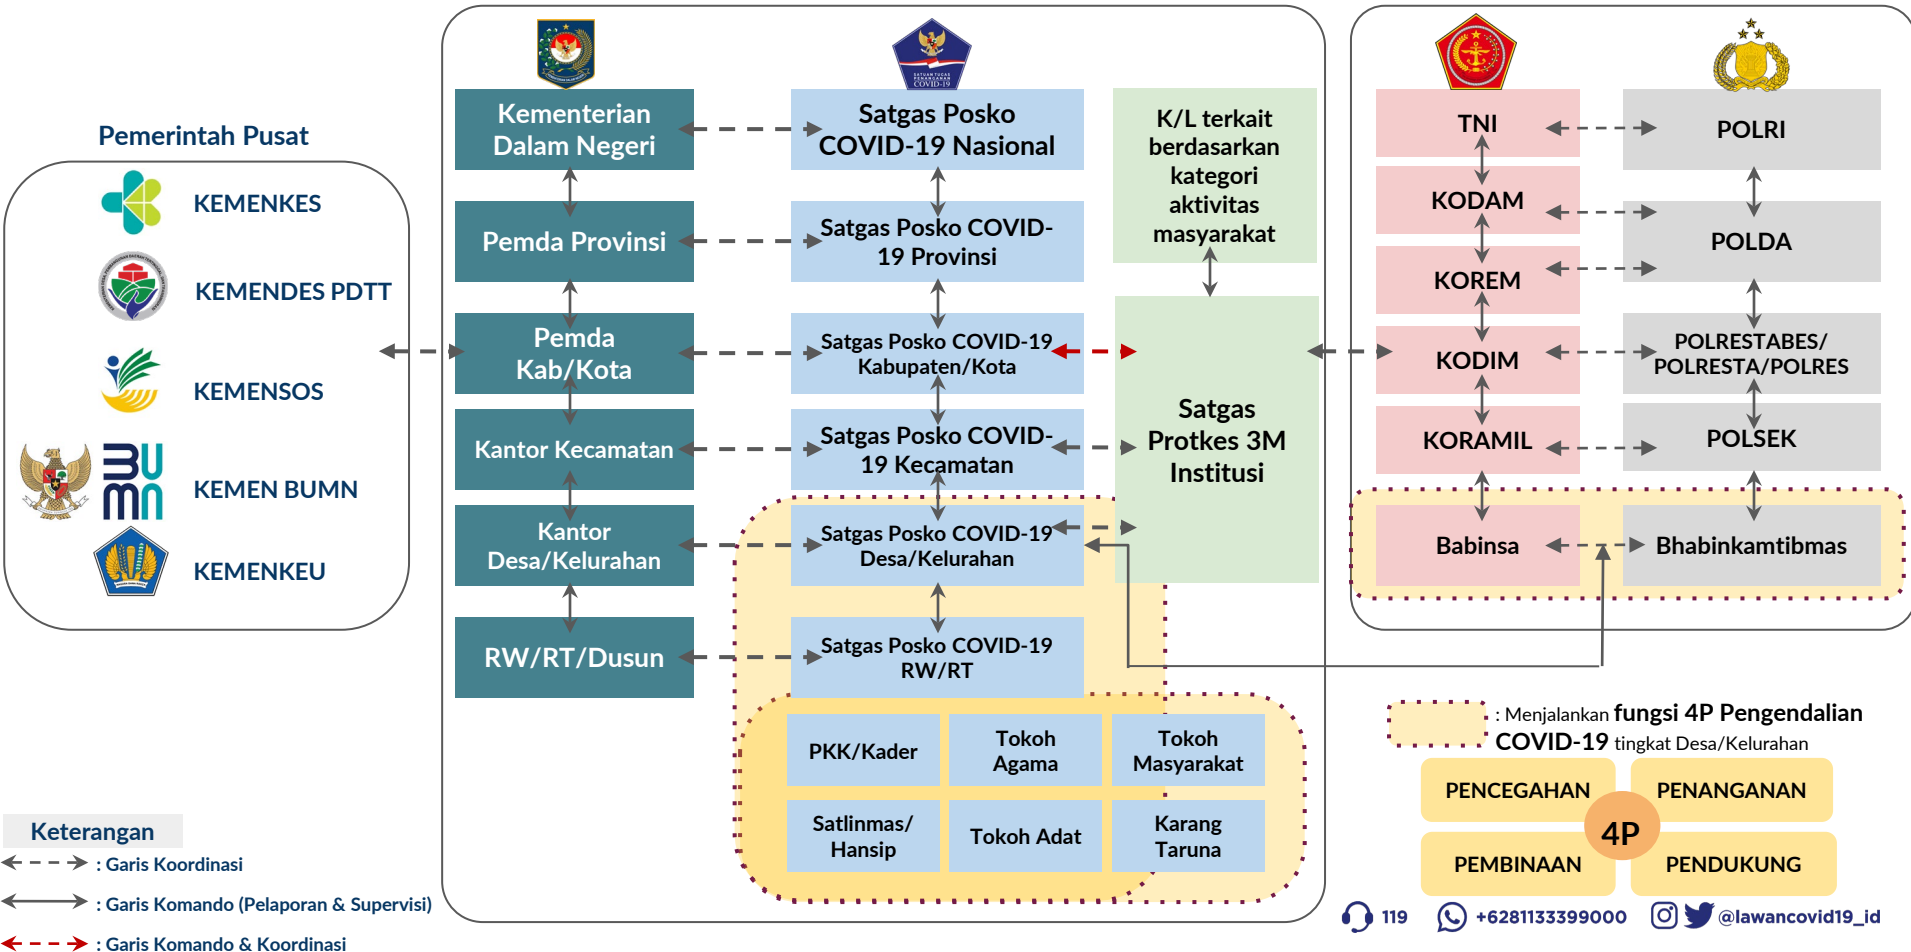 Pemerintah Pusat
KEMENKES
KEMENDES PDTT
KEMENSOS
BUMN
KEMEN BUMN
KEMENKEU
Kementerian
Dalam Negeri
Pemda Provinsi
Pemda
Kab/Kota
Kantor Kecamatan
Kantor
Desa/Kelurahan
RW/RT/Dusun
SATUAN TUGAS
PENANGANAN
COVID-19
Satgas Posko
COVID-19 Nasional
Satgas Posko COVID-
19 Provinsi
Satgas Posko COVID-19
Kabupaten/Kota
Satgas Posko COVID-
19 Kecamatan
Satgas Posko COVID-19
Desa/Kelurahan
Satgas Posko COVID-19
RW/RT
K/L terkait
berdasarkan
kategori
aktivitas
masyarakat
Satgas
Protkes 3M
Institusi
PKK/Kader
Tokoh
Agama
Tokoh
Masyarakat
Satlinmas/
Hansip
Tokoh Adat
Karang
Taruna
TNI
KODAM
KOREM
KODIM
KORAMIL
Babinsa
POLRI
POLDA
POLRESTABES/
POLRESTA/POLRES
POLSEK
Bhabinkamtibmas
: Menjalankan fungsi 4P Pengendalian
COVID-19 tingkat Desa/Kelurahan
PENCEGAHAN
PENANGANAN
4P
PEMBINAAN
PENDUKUNG
Keterangan
: Garis Koordinasi
: Garis Komando (Pelaporan & Supervisi)
: Garis Komando & Koordinasi
119
+6281133399000
@lawancovid19_id